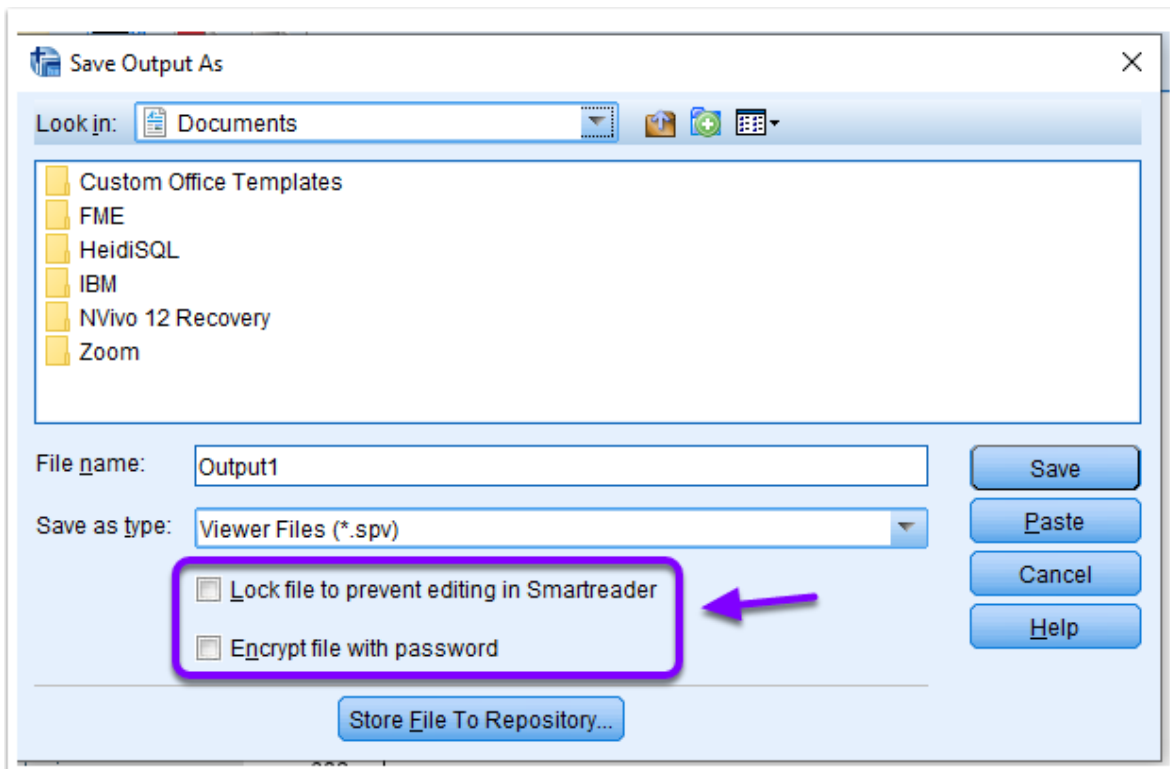 Save Output As
Look in: Documents
Custom Office Templates
FME
HeidiSQL
IBM
NVivo 12 Recovery
Zoom
File name: Output1
Save
Save as type: Viewer Files (*.spv)
Paste
Lock file to prevent editing in Smartreader
Cancel
Encrypt file with password
Help
Store File To Repository...